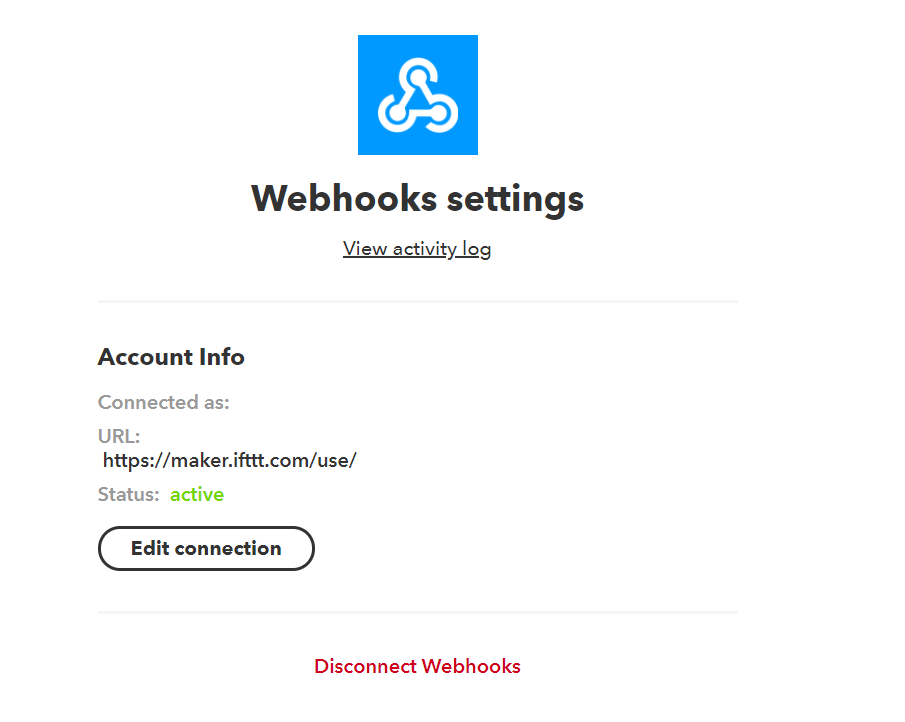 Webhooks settings
View activity log
Account Info
Connected as:
URL:
https://maker.ifttt.com/use/
Status: active
Edit connection
Disconnect Webhooks